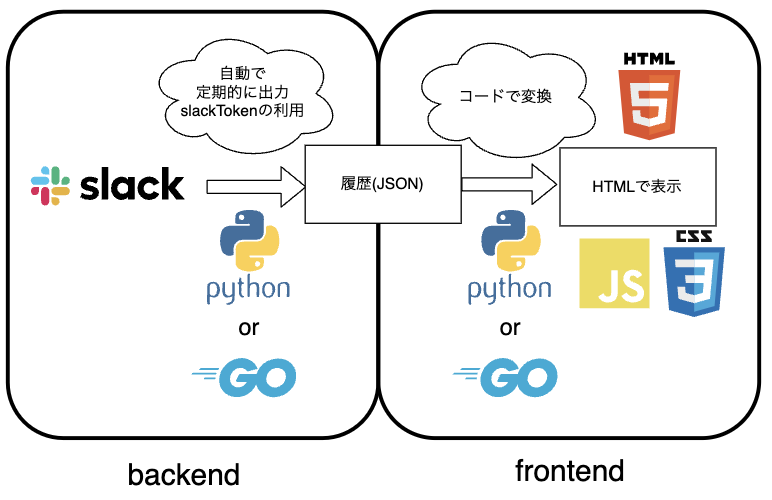 自動で
定期的に出力
slackTokenの利用
コードで変換
HTML
5
slack
履歴(JSON)
HTMLで表示
python
or
GO
python
or
GO
JS
CSS
3
backend
frontend